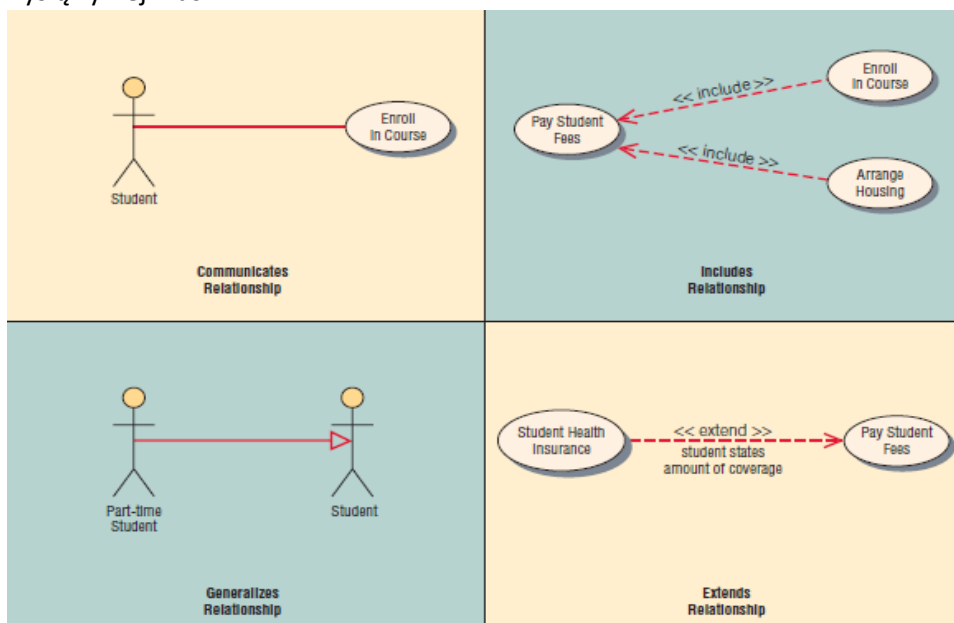 Enroll
In Course
Student
Communicates
Relationship
Pay Student
Fees
<< include >>
Enroll
In Course
<< include >>
Arrange
Housing
Includes
Relationship
Part-time
Student
Student
Generalizes
Relationship
Student Health
Insurance
<< extend >>
student states
amount of coverage
Pay Student
Fees
Extends
Relationship